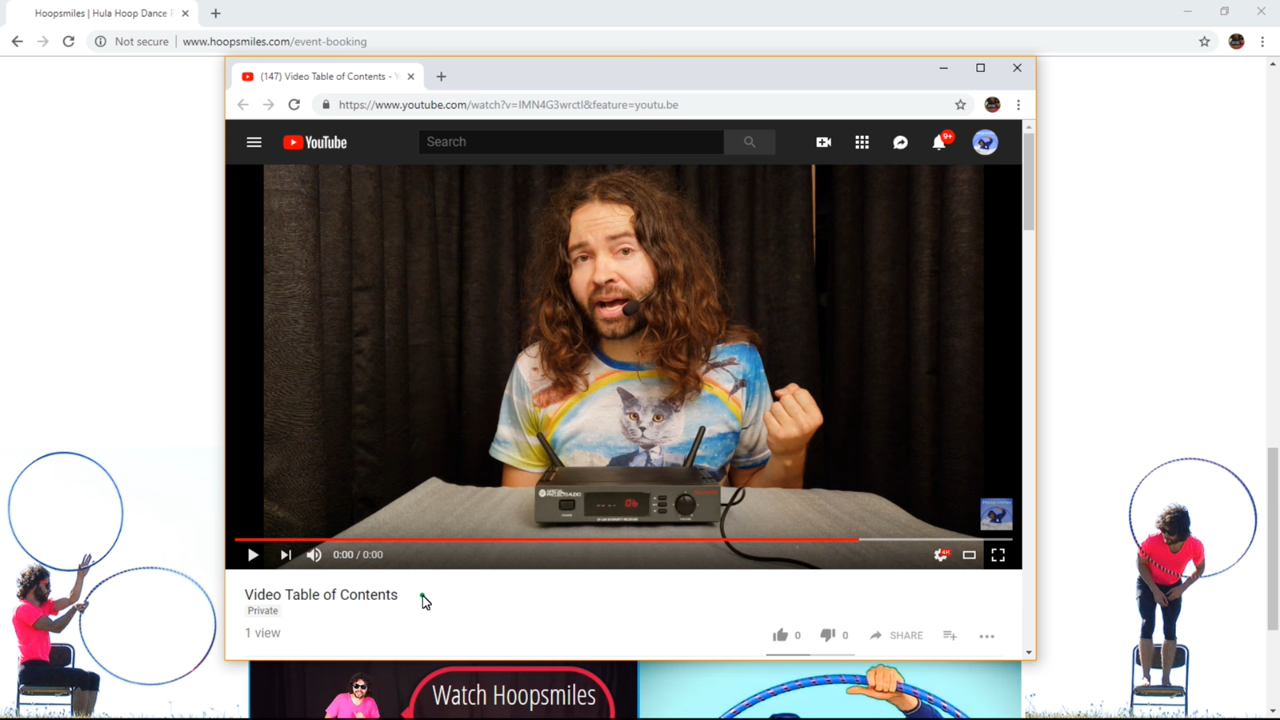 Hoopsmiles | Hula Hoop Dance
Not secure | www.hoopsmiles.com/event-booking
(147) Video Table of Contents -
https://www.youtube.com/watch?v=IMN4G3wrctI&feature=youtu.be
YouTube
Search
9+
06
0:00 / 0:00
4K
Video Table of Contents
Private
1 view
0
0
SHARE
Watch Hoopsmiles